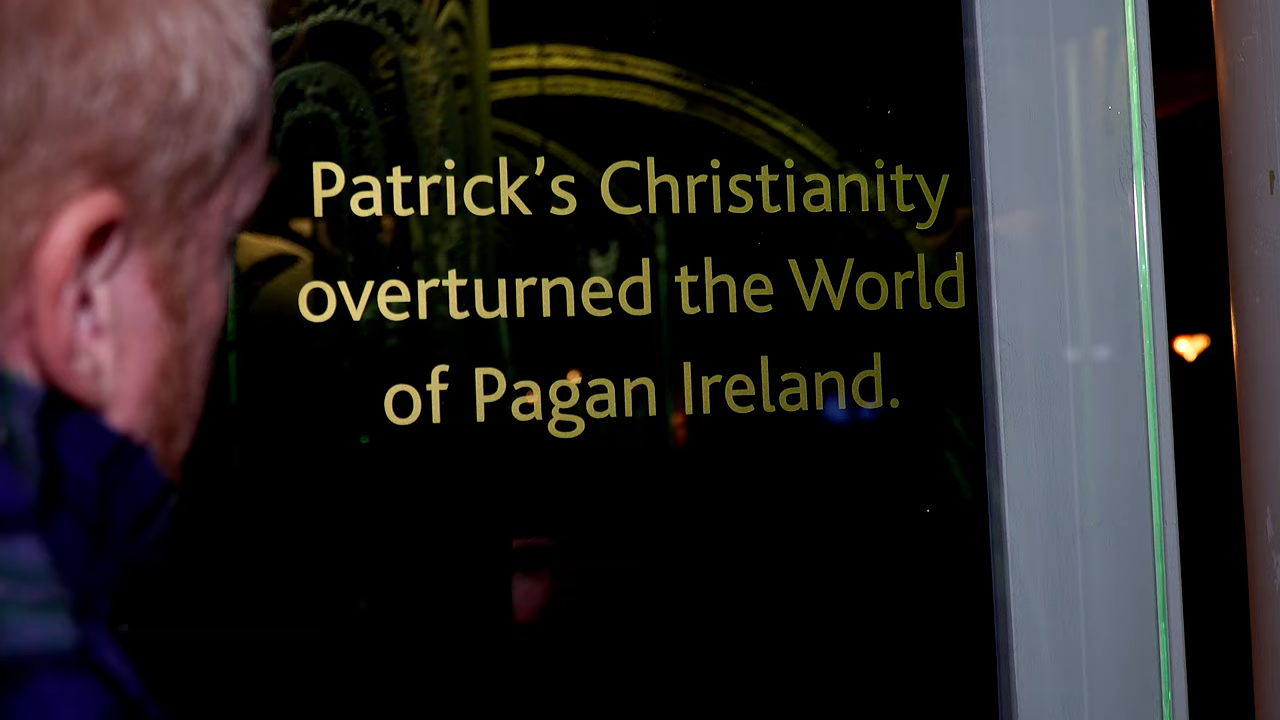 Patrick’s Christianity
overturned the World
of Pagan Ireland.